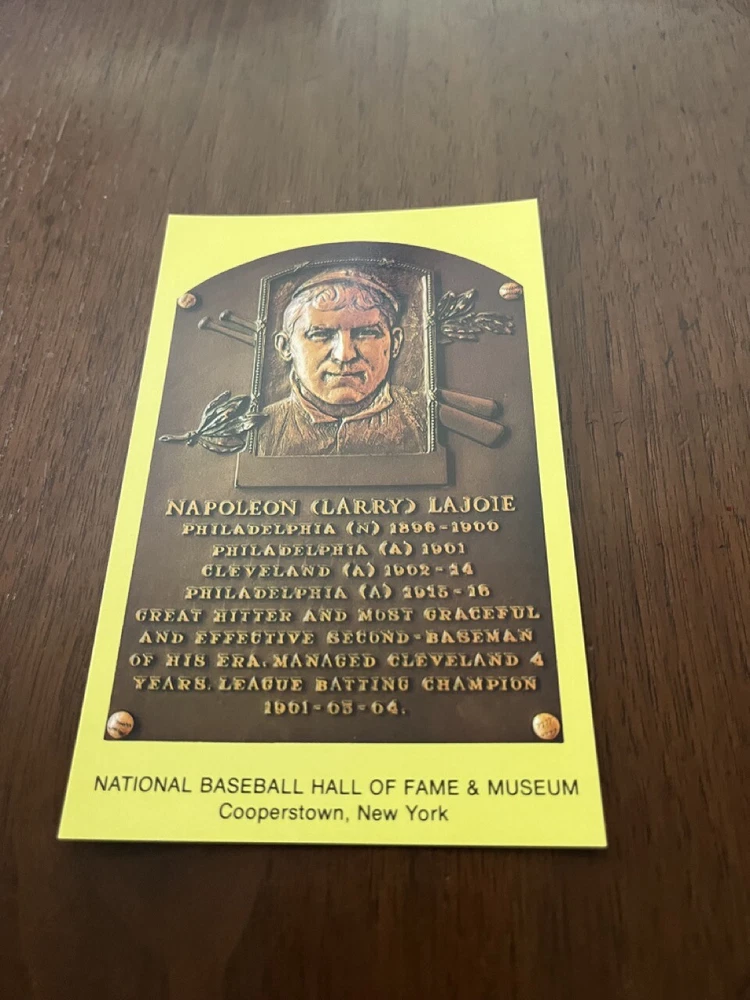 NAPOLEON (LARRY) LAJOIE
PHILADELPHIA (N) 1896-1900
PHILADELPHIA (A) 1901
CLEVELAND (A) 1902-14
PHILADELPHIA (A) 1915-16
GREAT HITTER AND MOST GRACEFUL
AND EFFECTIVE SECOND-BASEMAN
OF HIS ERA. MANAGED CLEVELAND 4
YEARS. LEAGUE BATTING CHAMPION
1901-03-04.
NATIONAL BASEBALL HALL OF FAME & MUSEUM
Cooperstown, New York